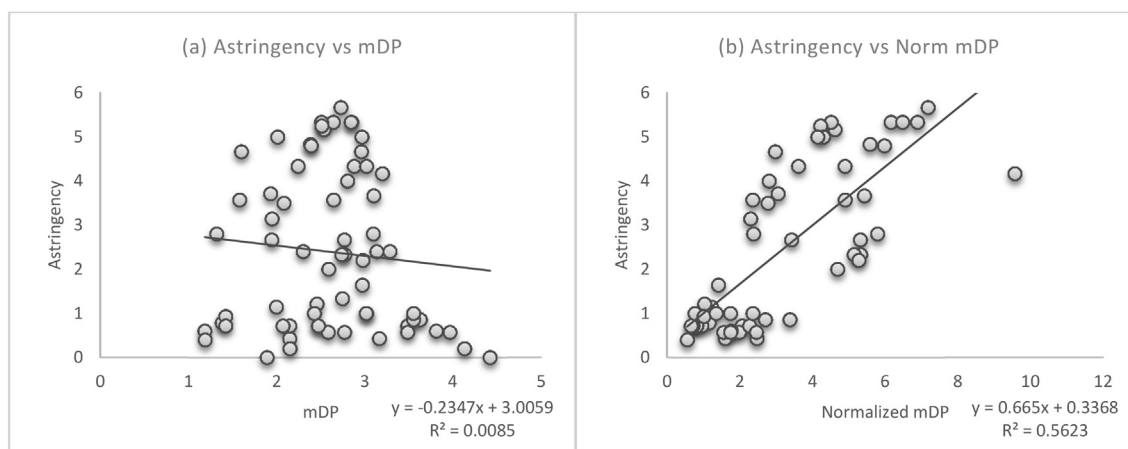 (a) Astringency vs mDP
Astringency
6
5
4
3
2
1
0
0 1 2 3 4 5
mDP
y = -0.2347x + 3.0059
R² = 0.0085
(b) Astringency vs Norm mDP
Astringency
6
5
4
3
2
1
0
0 2 4 6 8 10 12
Normalized mDP
y = 0.665x + 0.3368
R² = 0.5623